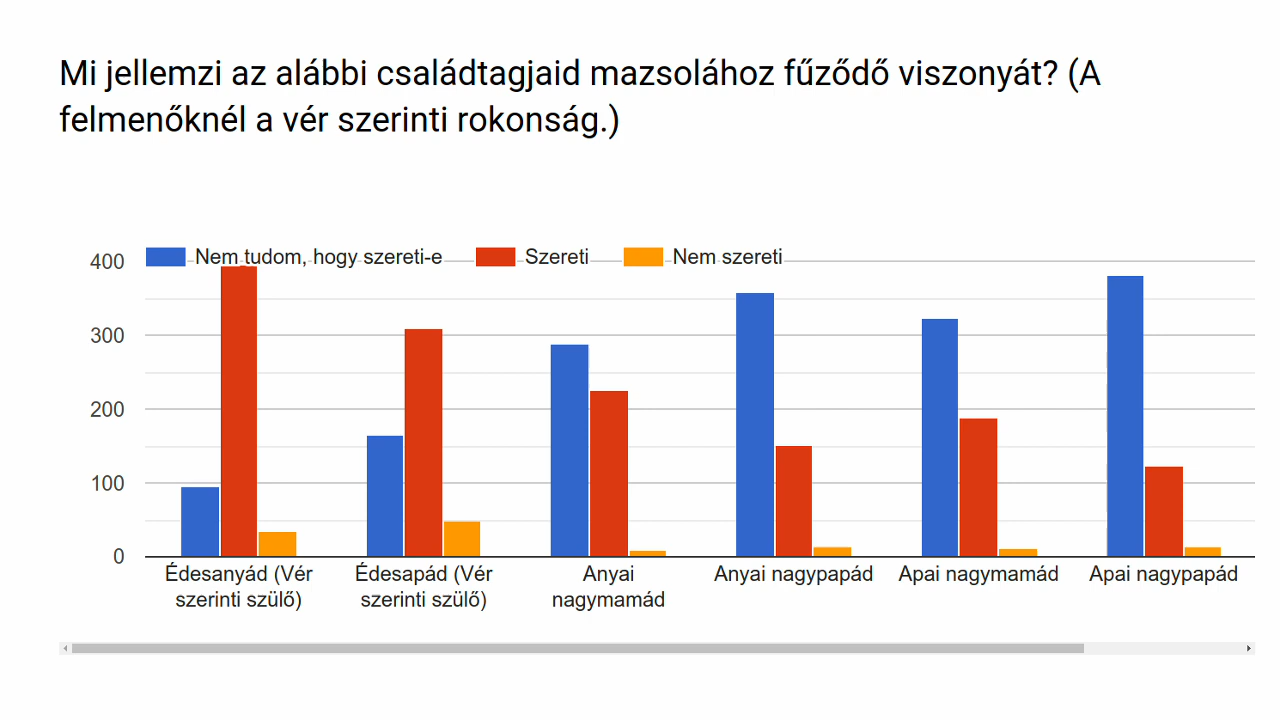 Mi jellemzi az alábbi családtagjaid mazsolához fűződő viszonyát? (A
felmenőknél a vér szerinti rokonság.)
Nem tudom, hogy szereti-e
Szereti
Nem szereti
400
300
200
100
0
Édesanyád (Vér
szerinti szülő)
Édesapád (Vér
szerinti szülő)
Anyai
nagymamád
Anyai nagypapád
Apai nagymamád
Apai nagypapád